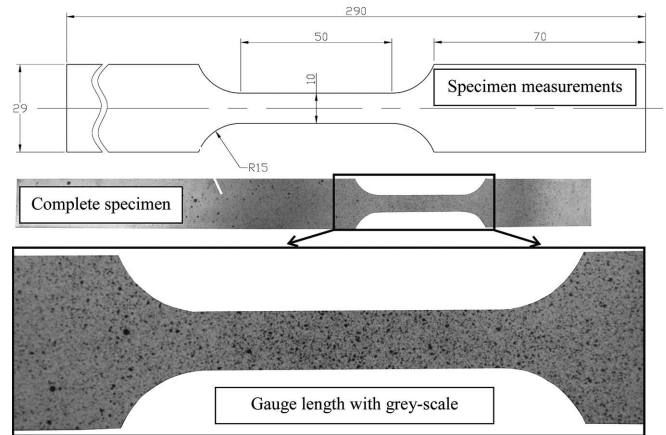 290
50
70
10
Specimen measurements
29
R15
Complete specimen
Gauge length with grey-scale